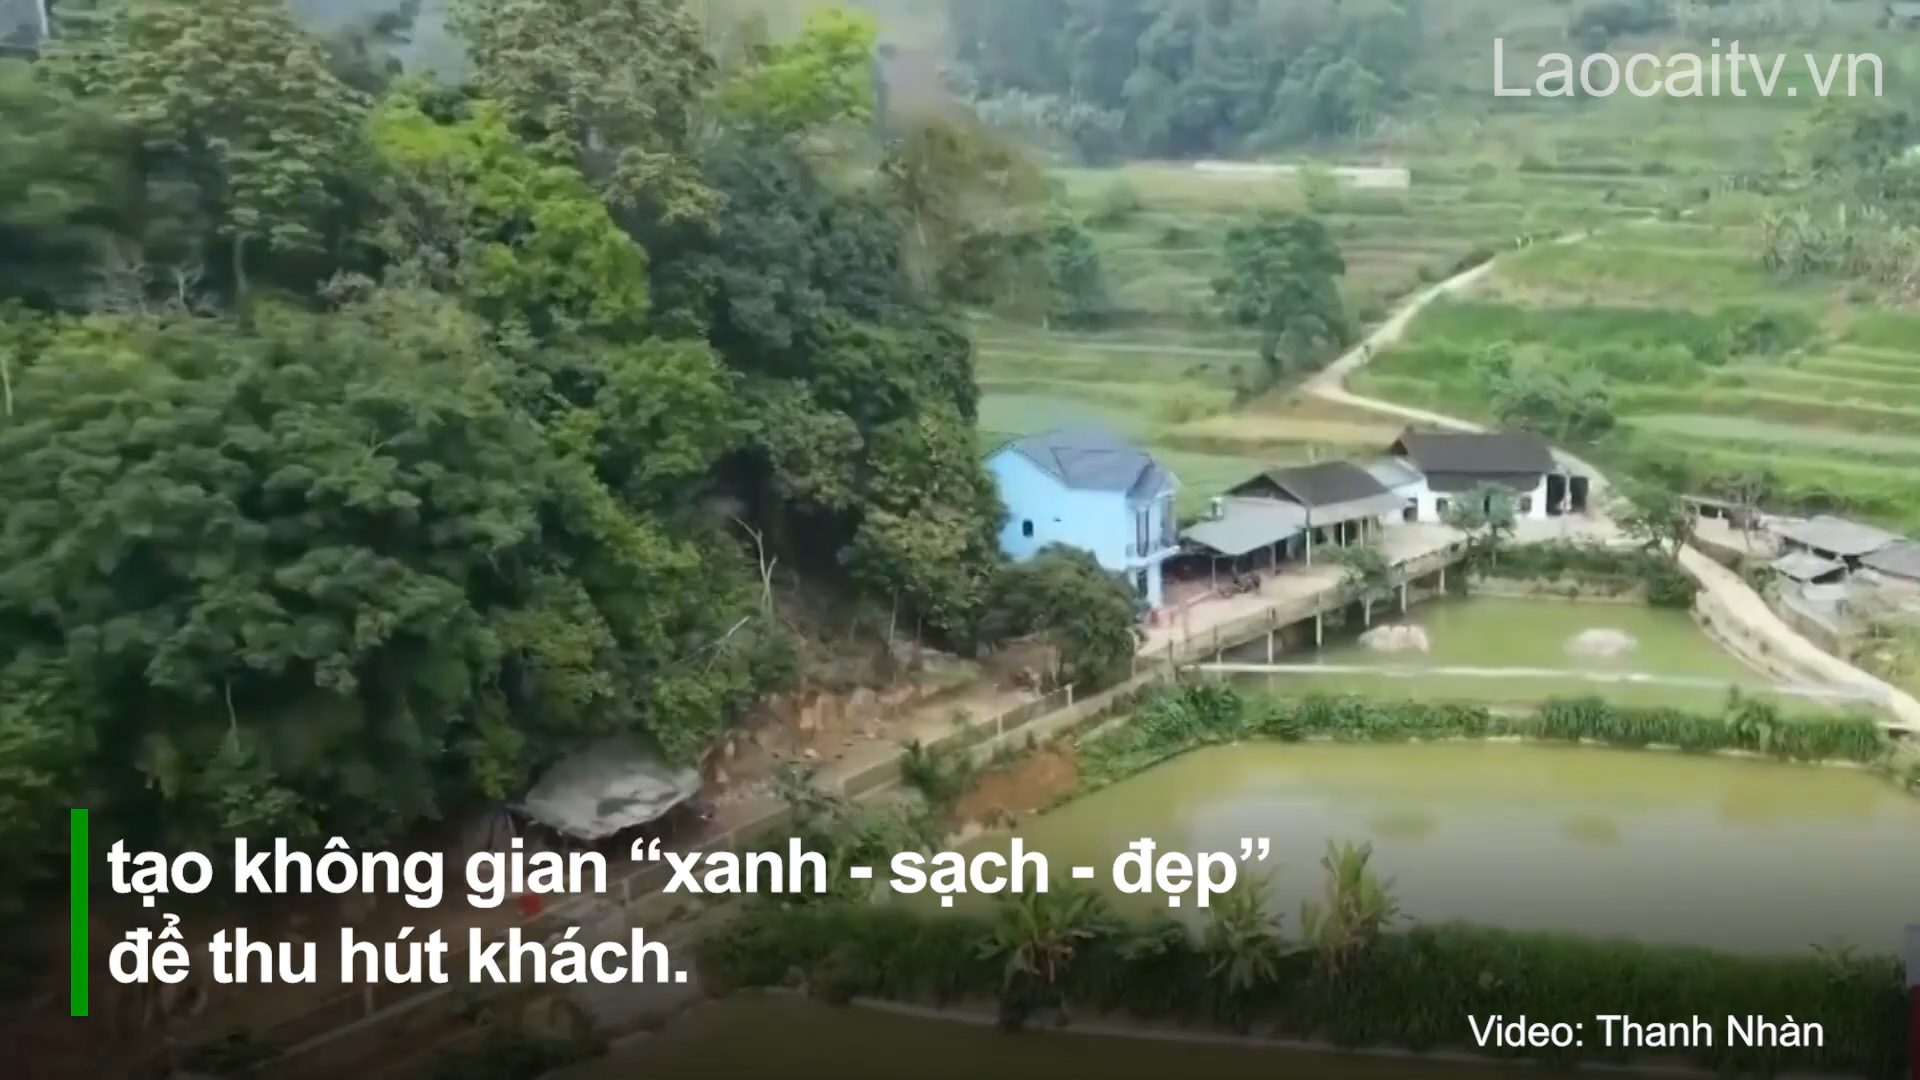 Laocaitv.vn
tạo không gian “xanh - sạch - đẹp”
để thu hút khách.
Video: Thanh Nhàn